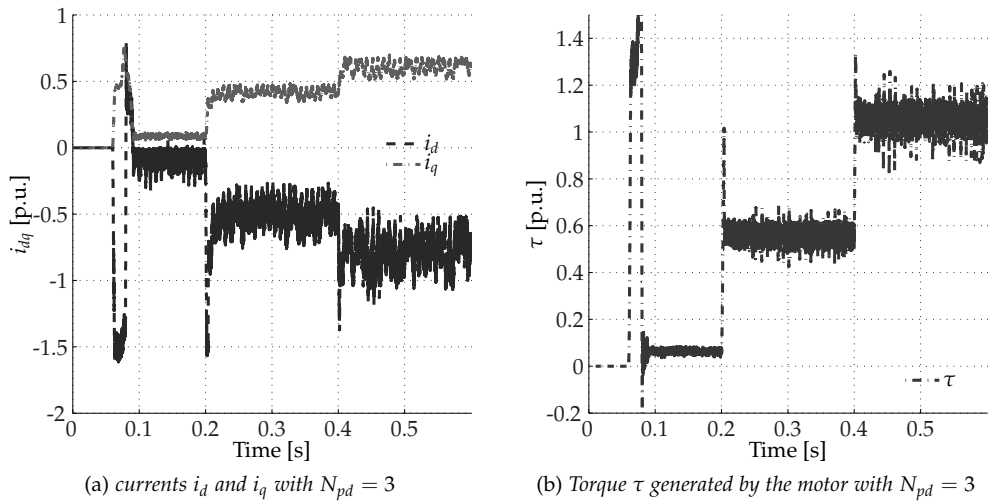 1
0.5
0
-0.5
-1
-1.5
-2
i_dq [p.u.]
i_d
i_q
0 0.1 0.2 0.3 0.4 0.5
Time [s]
(a) currents i_d and i_q with N_pd = 3
1.4
1.2
1
0.8
0.6
0.4
0.2
0
-0.2
τ [p.u.]
τ
0 0.1 0.2 0.3 0.4 0.5
Time [s]
(b) Torque τ generated by the motor with N_pd = 3